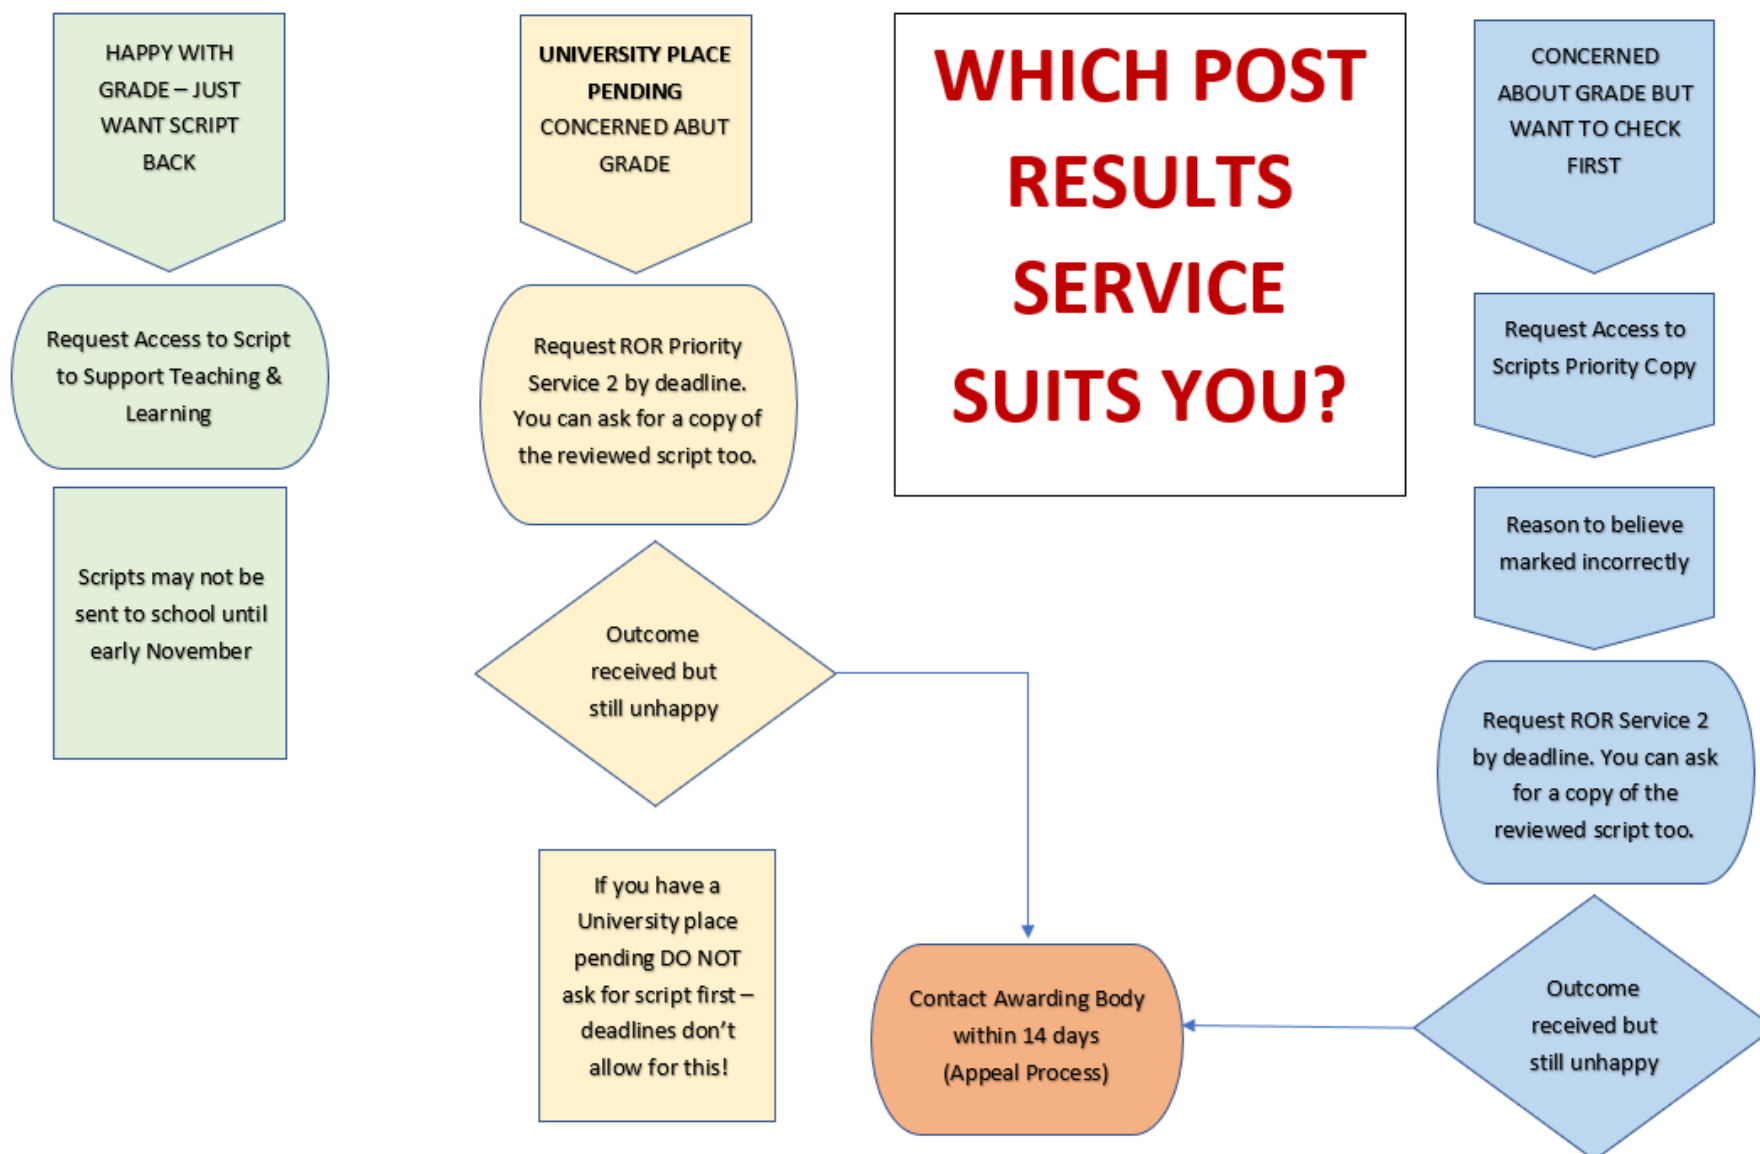 HAPPY WITH
GRADE – JUST
WANT SCRIPT
BACK
Request Access to Script
to Support Teaching &
Learning
Scripts may not be
sent to school until
early November
UNIVERSITY PLACE
PENDING
CONCERNED ABUT
GRADE
Request ROR Priority
Service 2 by deadline.
You can ask for a copy of
the reviewed script too.
Outcome
received but
still unhappy
If you have a
University place
pending DO NOT
ask for script first –
deadlines don't
allow for this!
WHICH POST
RESULTS
SERVICE
SUITS YOU?
Contact Awarding Body
within 14 days
(Appeal Process)
CONCERNED
ABOUT GRADE BUT
WANT TO CHECK
FIRST
Request Access to
Scripts Priority Copy
Reason to believe
marked incorrectly
Request ROR Service 2
by deadline. You can ask
for a copy of the
reviewed script too.
Outcome
received but
still unhappy